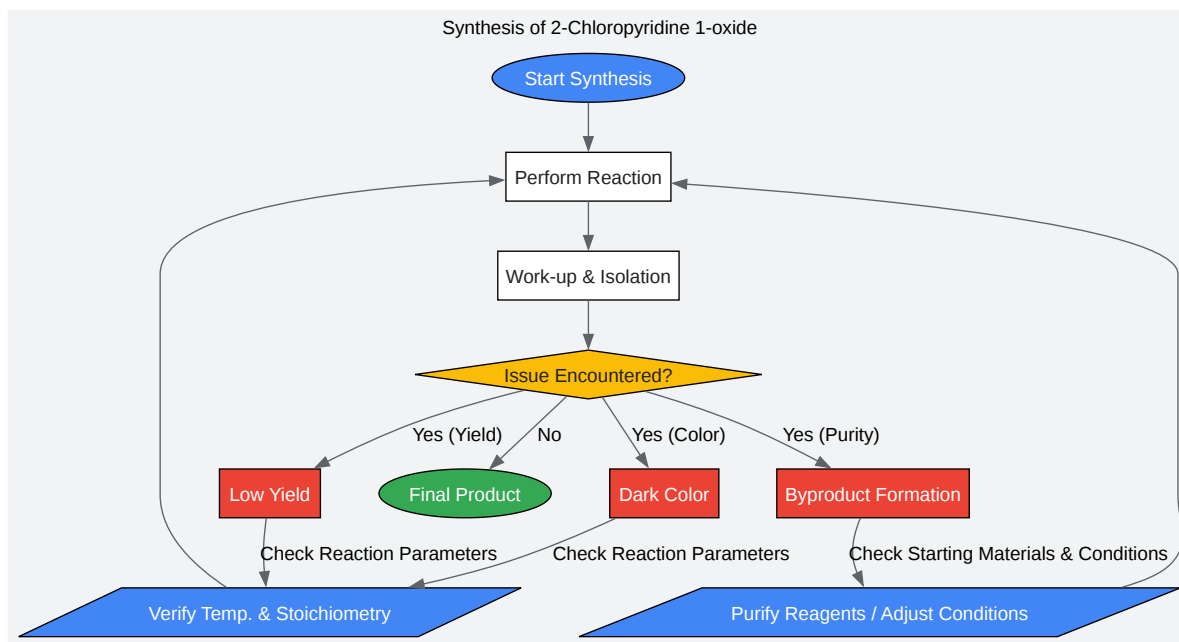 Synthesis of 2-Chloropyridine 1-oxide
Start Synthesis
Perform Reaction
Work-up & Isolation
Issue Encountered?
Yes (Yield)
No
Yes (Color)
Yes (Purity)
Low Yield
Final Product
Dark Color
Byproduct Formation
Check Reaction Parameters
Check Reaction Parameters
Check Starting Materials & Conditions
Verify Temp. & Stoichiometry
Purify Reagents / Adjust Conditions